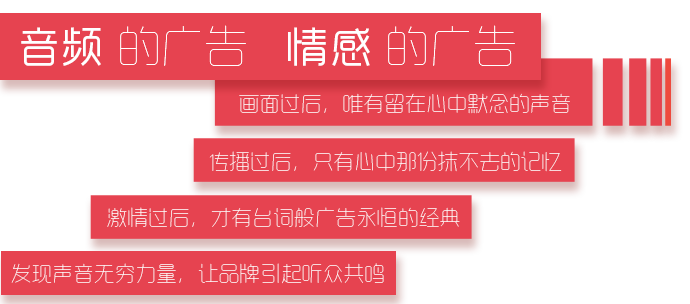 音频 的广告 情感 的广告
画面过后，唯有留在心中默念的声音
传播过后，只有心中那份抹不去的记忆
激情过后，才有台词般广告永恒的经典
发现声音无穷力量，让品牌引起听众共鸣